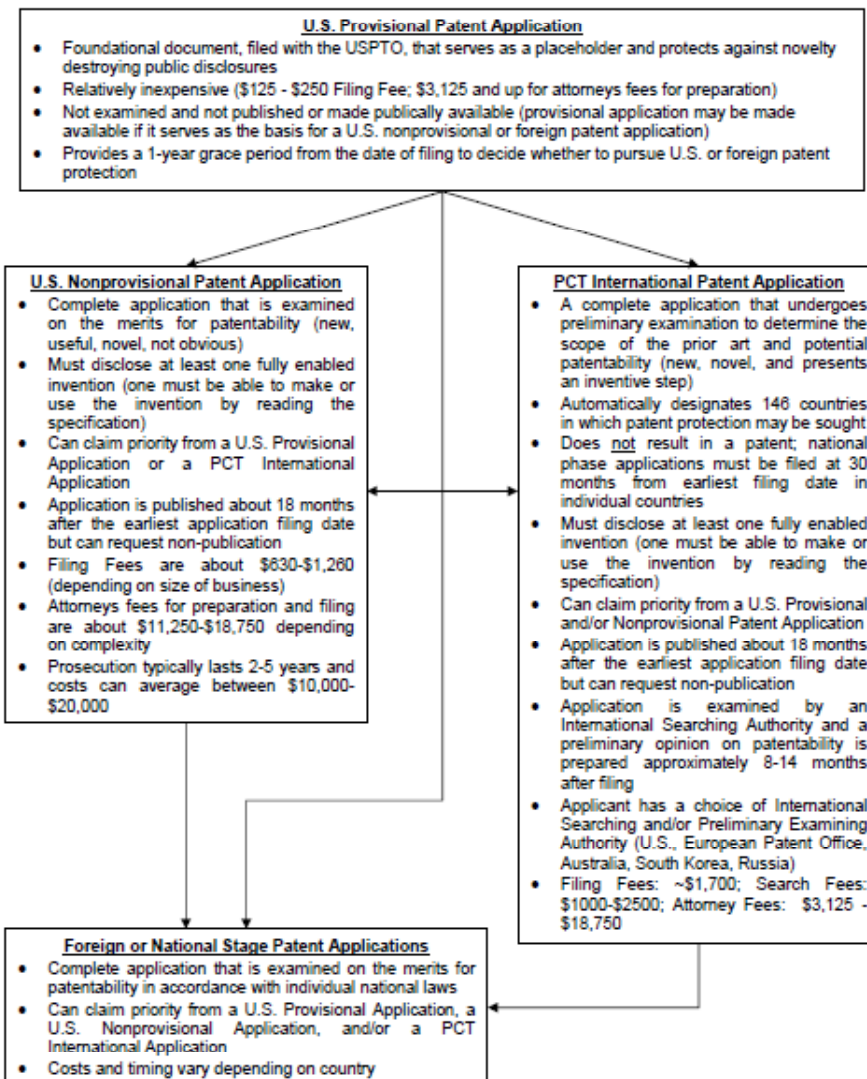 U.S. Provisional Patent Application
• Foundational document, filed with the USPTO, that serves as a placeholder and protects against novelty
destroying public disclosures
• Relatively inexpensive ($125 - $250 Filing Fee; $3,125 and up for attorneys fees for preparation)
• Not examined and not published or made publically available (provisional application may be made
available if it serves as the basis for a U.S. nonprovisional or foreign patent application)
• Provides a 1-year grace period from the date of filing to decide whether to pursue U.S. or foreign patent
protection
U.S. Nonprovisional Patent Application
• Complete application that is examined
on the merits for patentability (new,
useful, novel, not obvious)
• Must disclose at least one fully enabled
invention (one must be able to make or
use the invention by reading the
specification)
• Can claim priority from a U.S. Provisional
Application or a PCT International
Application
• Application is published about 18 months
after the earliest application filing date
but can request non-publication
• Filing Fees are about $630-$1,260
(depending on size of business)
• Attorneys fees for preparation and filing
are about $11,250-$18,750 depending
on complexity
• Prosecution typically lasts 2-5 years and
costs can average between $10,000-
$20,000
PCT International Patent Application
• A complete application that undergoes
preliminary examination to determine the
scope of the prior art and potential
patentability (new, novel, and presents
an inventive step)
• Automatically designates 146 countries
in which patent protection may be sought
• Does not result in a patent; national
phase applications must be filed at 30
months from earliest filing date in
individual countries
• Must disclose at least one fully enabled
invention (one must be able to make or
use the invention by reading the
specification)
• Can claim priority from a U.S. Provisional
and/or Nonprovisional Patent Application
• Application is published about 18 months
after the earliest application filing date
but can request non-publication
• Application is examined by an
International Searching Authority and a
preliminary opinion on patentability is
prepared approximately 8-14 months
after filing
• Applicant has a choice of International
Searching and/or Preliminary Examining
Authority (U.S., European Patent Office,
Australia, South Korea, Russia)
• Filing Fees: ~$1,700; Search Fees:
$1000-$2500; Attorney Fees: $3,125 -
$18,750
Foreign or National Stage Patent Applications
• Complete application that is examined on the merits for
patentability in accordance with individual national laws
• Can claim priority from a U.S. Provisional Application, a
U.S. Nonprovisional Application, and/or a PCT
International Application
• Costs and timing vary depending on country